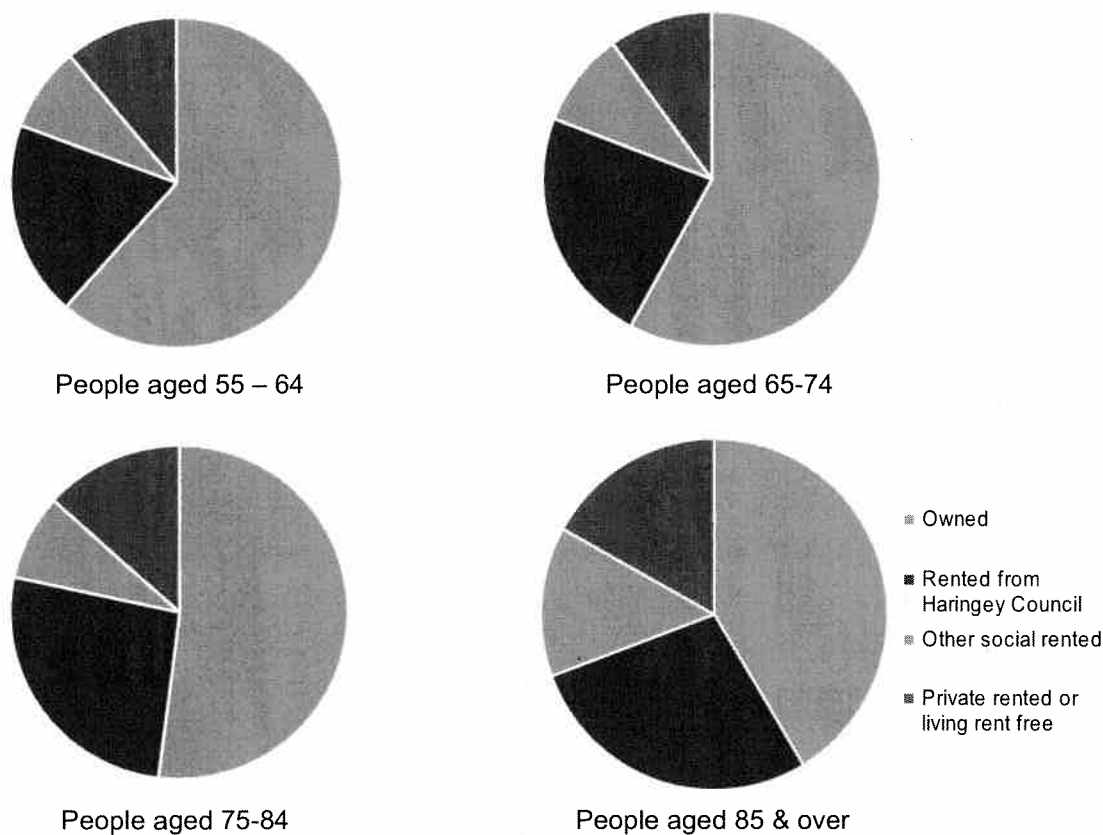 People aged 55 – 64
People aged 65-74
People aged 75-84
People aged 85 & over
Owned
Rented from
Haringey Council
Other social rented
Private rented or
living rent free